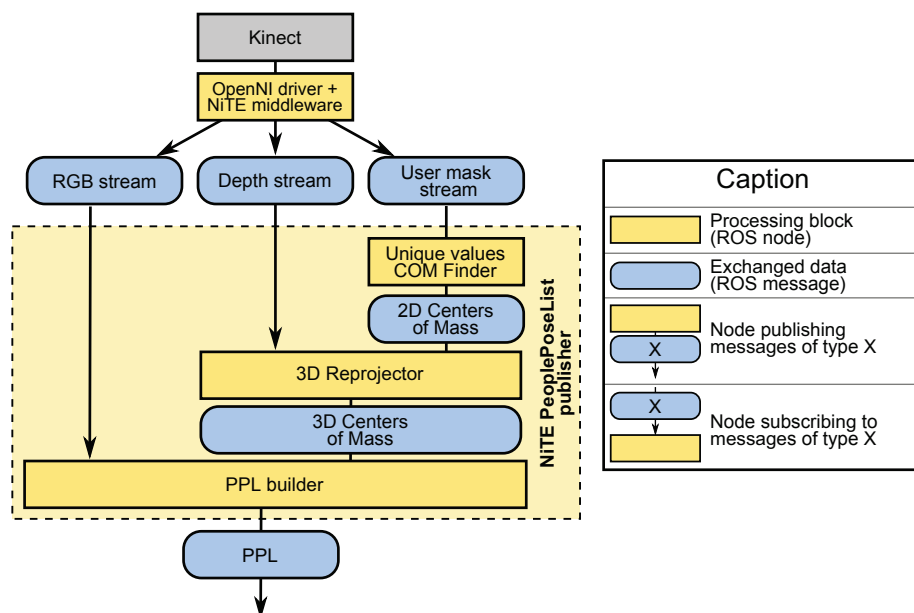 Kinect
OpenNI driver +
NiTE middleware
RGB stream
Depth stream
User mask
stream
Unique values
COM Finder
2D Centers
of Mass
3D Reprojector
3D Centers
of Mass
PPL builder
NiTE PeoplePoseList
publisher
PPL
Caption
Processing block
(ROS node)
Exchanged data
(ROS message)
X
Node publishing
messages of type X
X
Node subscribing to
messages of type X